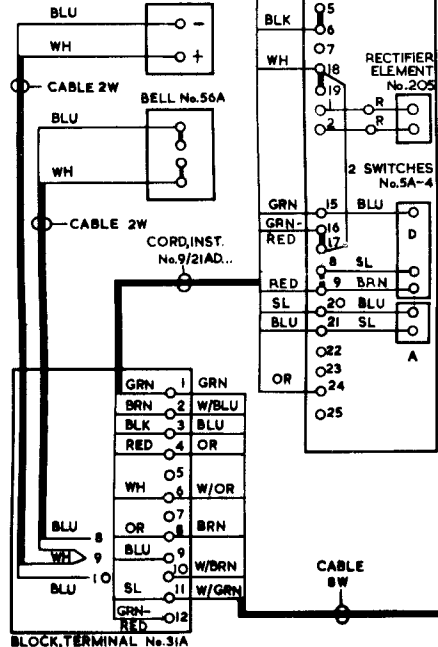 BLU
−
WH
+
CABLE 2W
BELL No.56A
BLU
WH
CABLE 2W
CORD,INST.
No.9/21AD...
5
BLK
6
7
WH
18
19
RECTIFIER
ELEMENT
No.205
1
R
2
R
2 SWITCHES
No.5A-4
GRN
15
BLU
GRN-
RED
16
17
D
8
SL
RED
9
BRN
SL
20
BLU
BLU
21
SL
A
22
23
OR
24
25
GRN
1
GRN
BRN
2
W/BLU
BLK
3
BLU
RED
4
OR
5
WH
6
W/OR
7
BLU
8
OR
8
BRN
WH
9
BLU
9
10
10
W/BRN
BLU
SL
11
W/GRN
GRN-
RED
12
CABLE
8W
BLOCK,TERMINAL No.31A